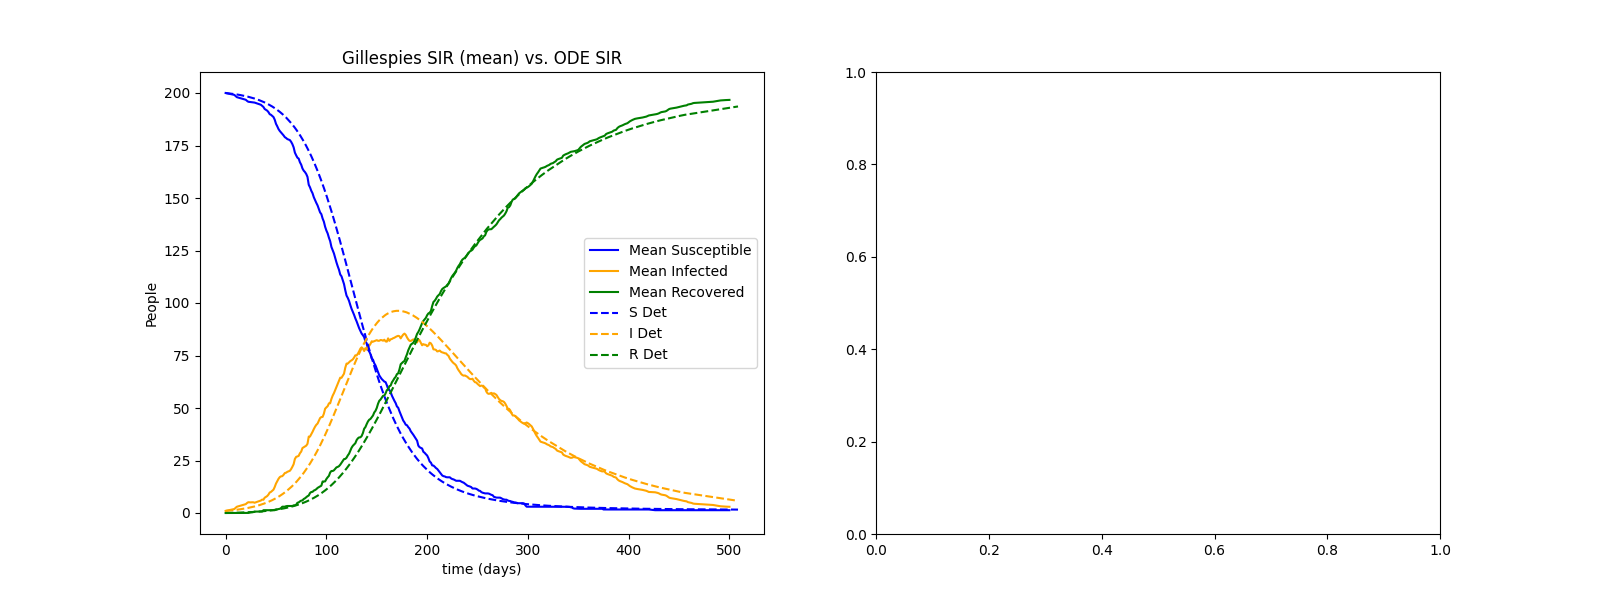 Gillespies SIR (mean) vs. ODE SIR
200
175
150
125
100
75
50
25
0
People
Mean Susceptible
Mean Infected
Mean Recovered
S Det
I Det
R Det
0 100 200 300 400 500
time (days)
1.0
0.8
0.6
0.4
0.2
0.0
0.0 0.2 0.4 0.6 0.8 1.0